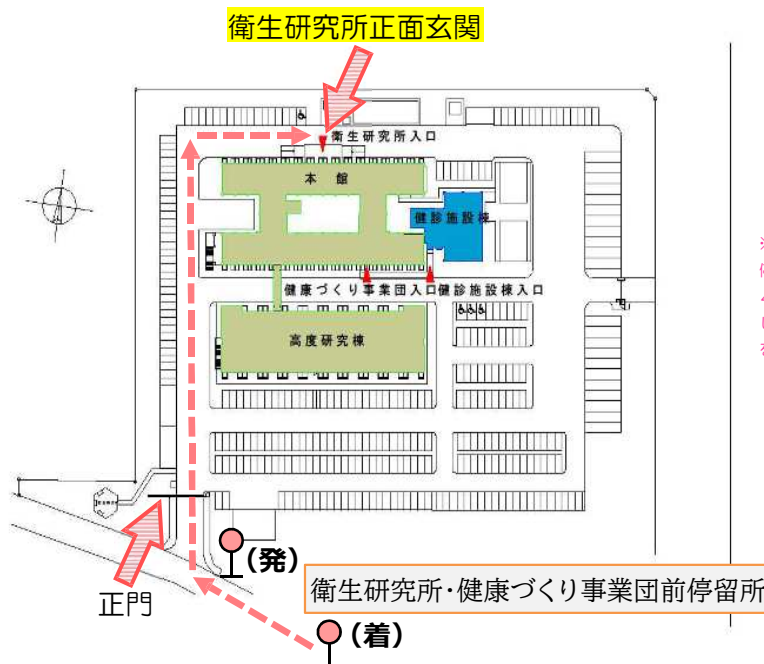 衛生研究所正面玄関
衛生研究所入口
本館
健診施設棟
健康づくり事業団入口
健診施設棟入口
高度研究棟
(発)
衛生研究所・健康づくり事業団前停留所
正門
(着)